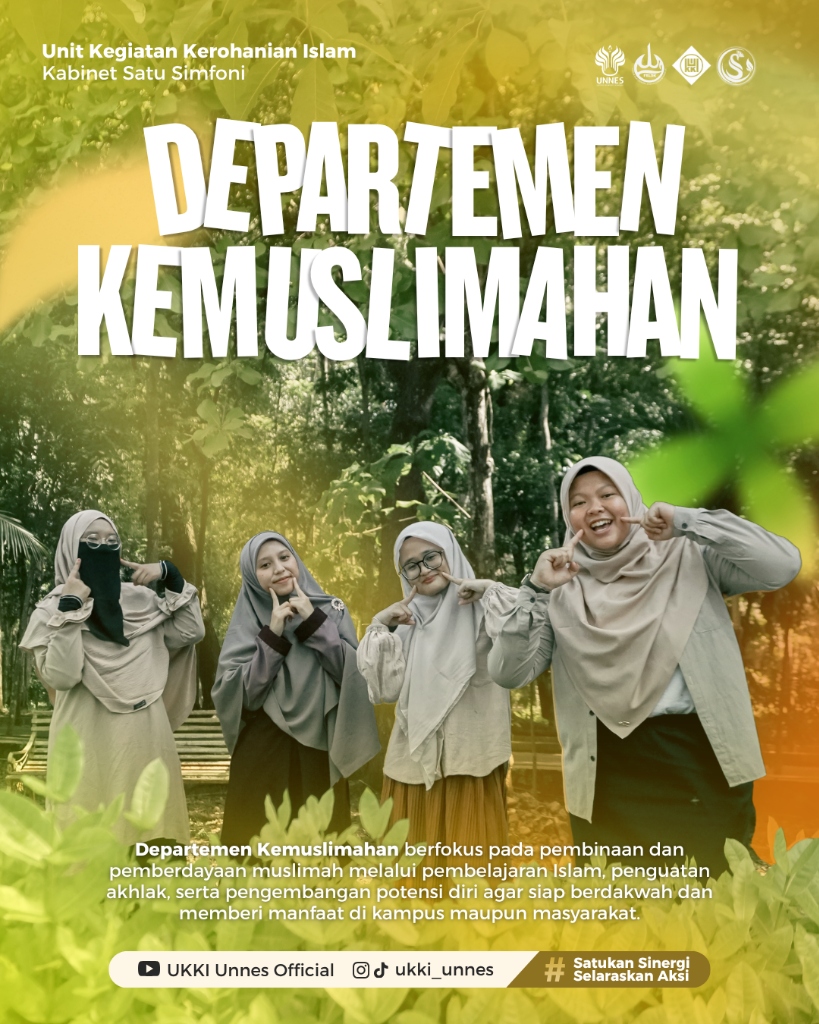 Unit Kegiatan Kerohanian Islam
Kabinet Satu Simfoni
UNNES
DEPARTEMEN
KEMUSLIMAHAN
Departemen Kemuslimahan berfokus pada pembinaan dan
pemberdayaan muslimah melalui pembelajaran Islam, penguatan
akhlak, serta pengembangan potensi diri agar siap berdakwah dan
memberi manfaat di kampus maupun masyarakat.
UKKI Unnes Official
ukki_unnes
# Satukan Sinergi
Selaraskan Aksi